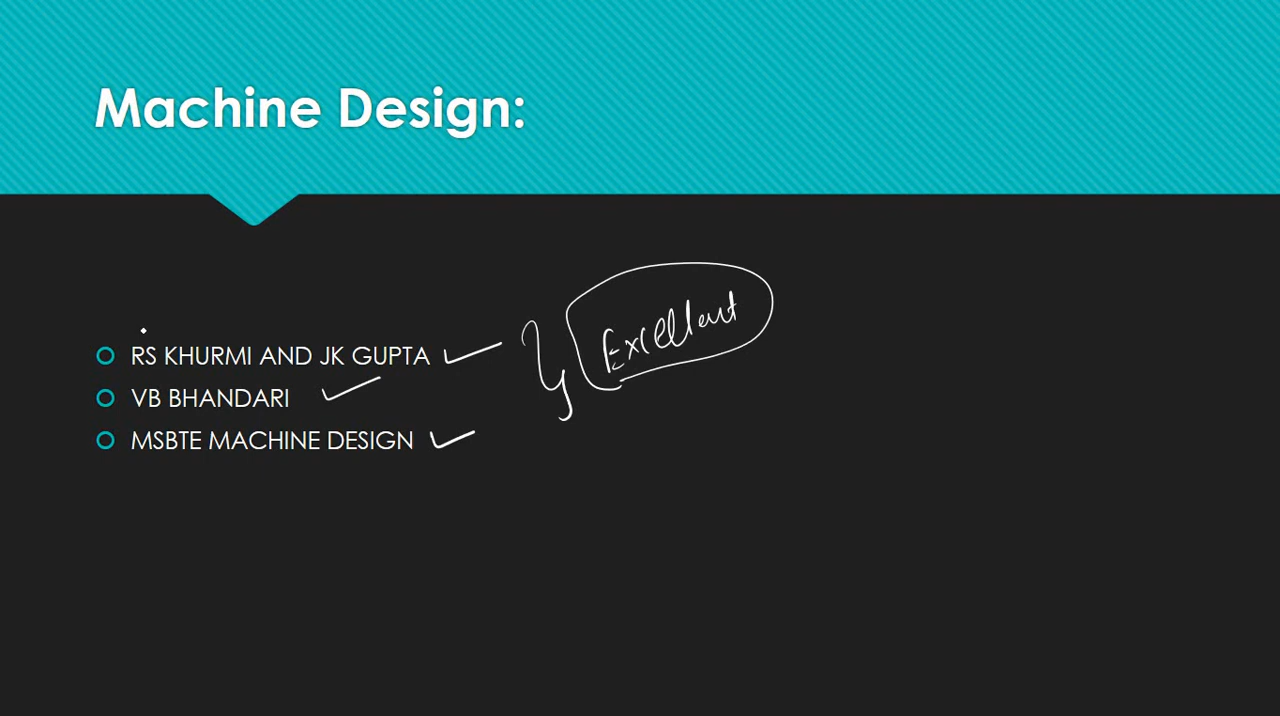 Machine Design:
RS KHURMI AND JK GUPTA
Excellent
VB BHANDARI
MSBTE MACHINE DESIGN